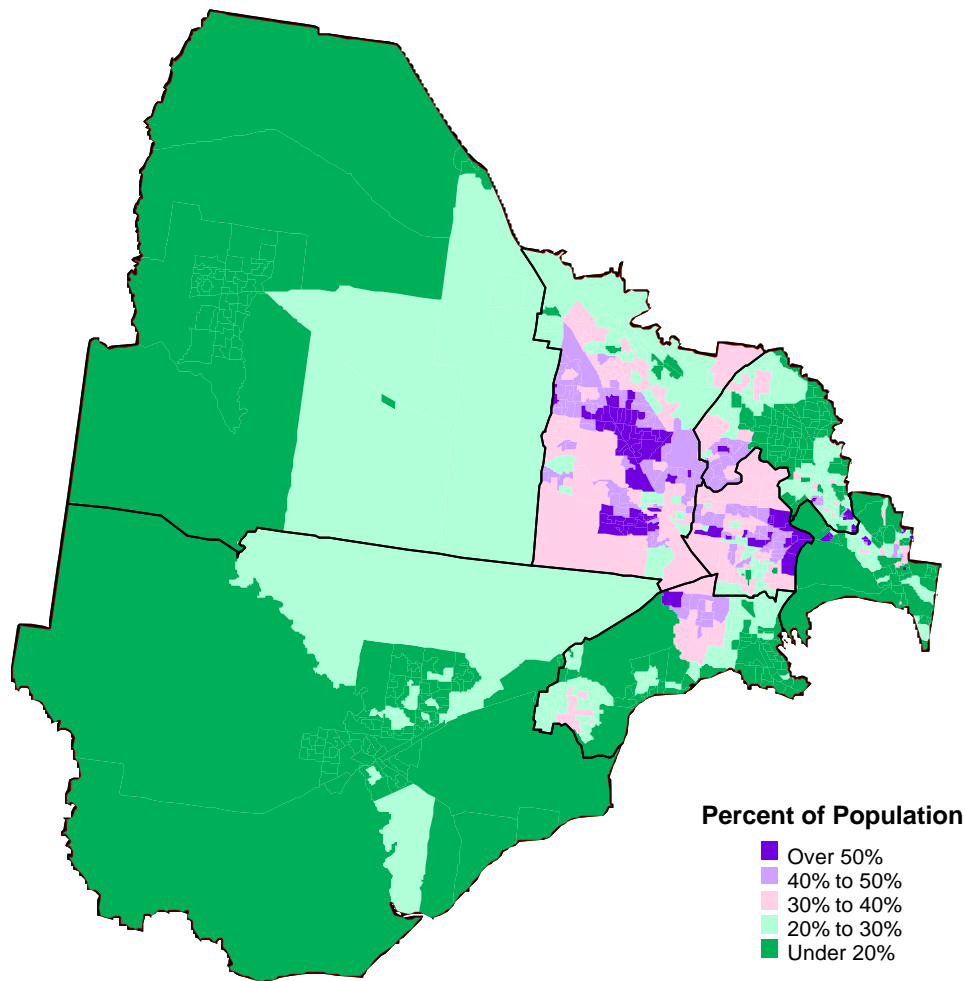 Percent of Population
Over 50%
40% to 50%
30% to 40%
20% to 30%
Under 20%